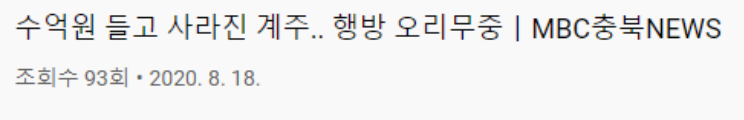 수억원 들고 사라진 계주.. 행방 오리무중 | MBC충북NEWS
조회수 93회 • 2020. 8. 18.